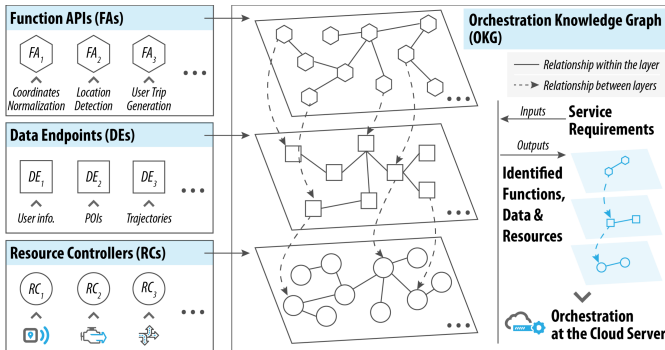 Function APIs (FAs)
FA1
FA2
FA3
Coordinates
Normalization
Location
Detection
User Trip
Generation
Data Endpoints (DEs)
DE1
DE2
DE3
User info.
POIs
Trajectories
Resource Controllers (RCs)
RC1
RC2
RC3
Orchestration Knowledge Graph
(OKG)
Relationship within the layer
Relationship between layers
Inputs
Service
Requirements
Outputs
Identified
Functions,
Data &
Resources
Orchestration
at the Cloud Server